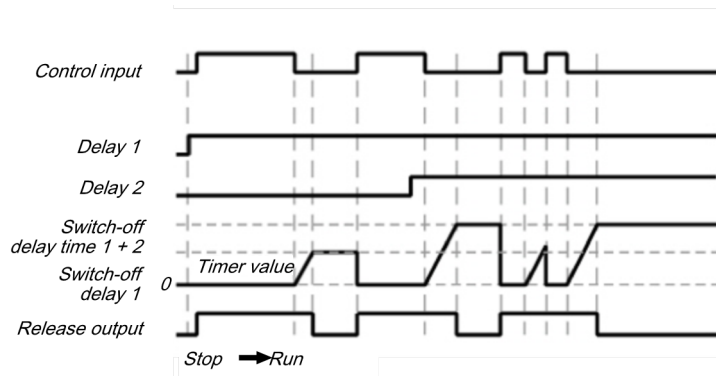 Control input
Delay 1
Delay 2
Switch-off
delay time 1 + 2
Timer value
Switch-off
delay 1
0
Release output
Stop Run